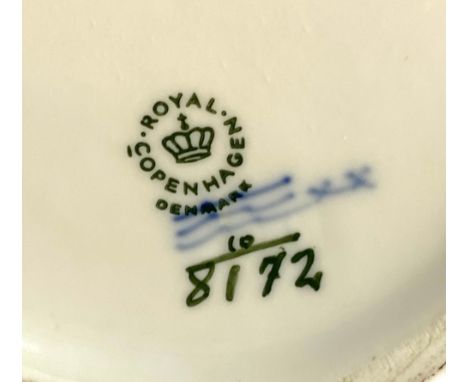 ROYAL
COPENHAGEN
DENMARK
10
8172